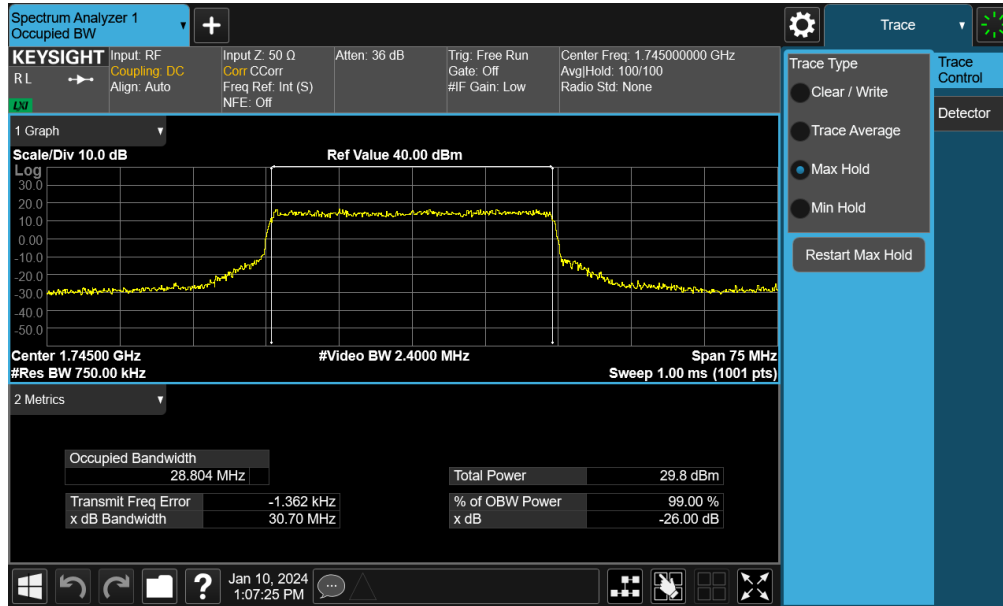 Spectrum Analyzer 1
Occupied BW
+
Trace
KEYSIGHT
RL
LXI
Input: RF
Coupling: DC
Align: Auto
Input Z: 50 Ω
Corr CCorr
Freq Ref: Int (S)
NFE: Off
Atten: 36 dB
Trig: Free Run
Gate: Off
#IF Gain: Low
Center Freq: 1.745000000 GHz
Avg|Hold: 100/100
Radio Std: None
Trace Type
Clear / Write
Trace Average
Max Hold
Min Hold
Restart Max Hold
Trace
Control
Detector
1 Graph
Scale/Div 10.0 dB
Ref Value 40.00 dBm
Log
30.0
20.0
10.0
0.00
-10.0
-20.0
-30.0
-40.0
-50.0
Center 1.74500 GHz
#Video BW 2.4000 MHz
Span 75 MHz
#Res BW 750.00 kHz
Sweep 1.00 ms (1001 pts)
2 Metrics
Occupied Bandwidth
28.804 MHz
Total Power 29.8 dBm
Transmit Freq Error -1.362 kHz
% of OBW Power 99.00 %
x dB Bandwidth 30.70 MHz
x dB -26.00 dB
?
Jan 10, 2024
1:07:25 PM